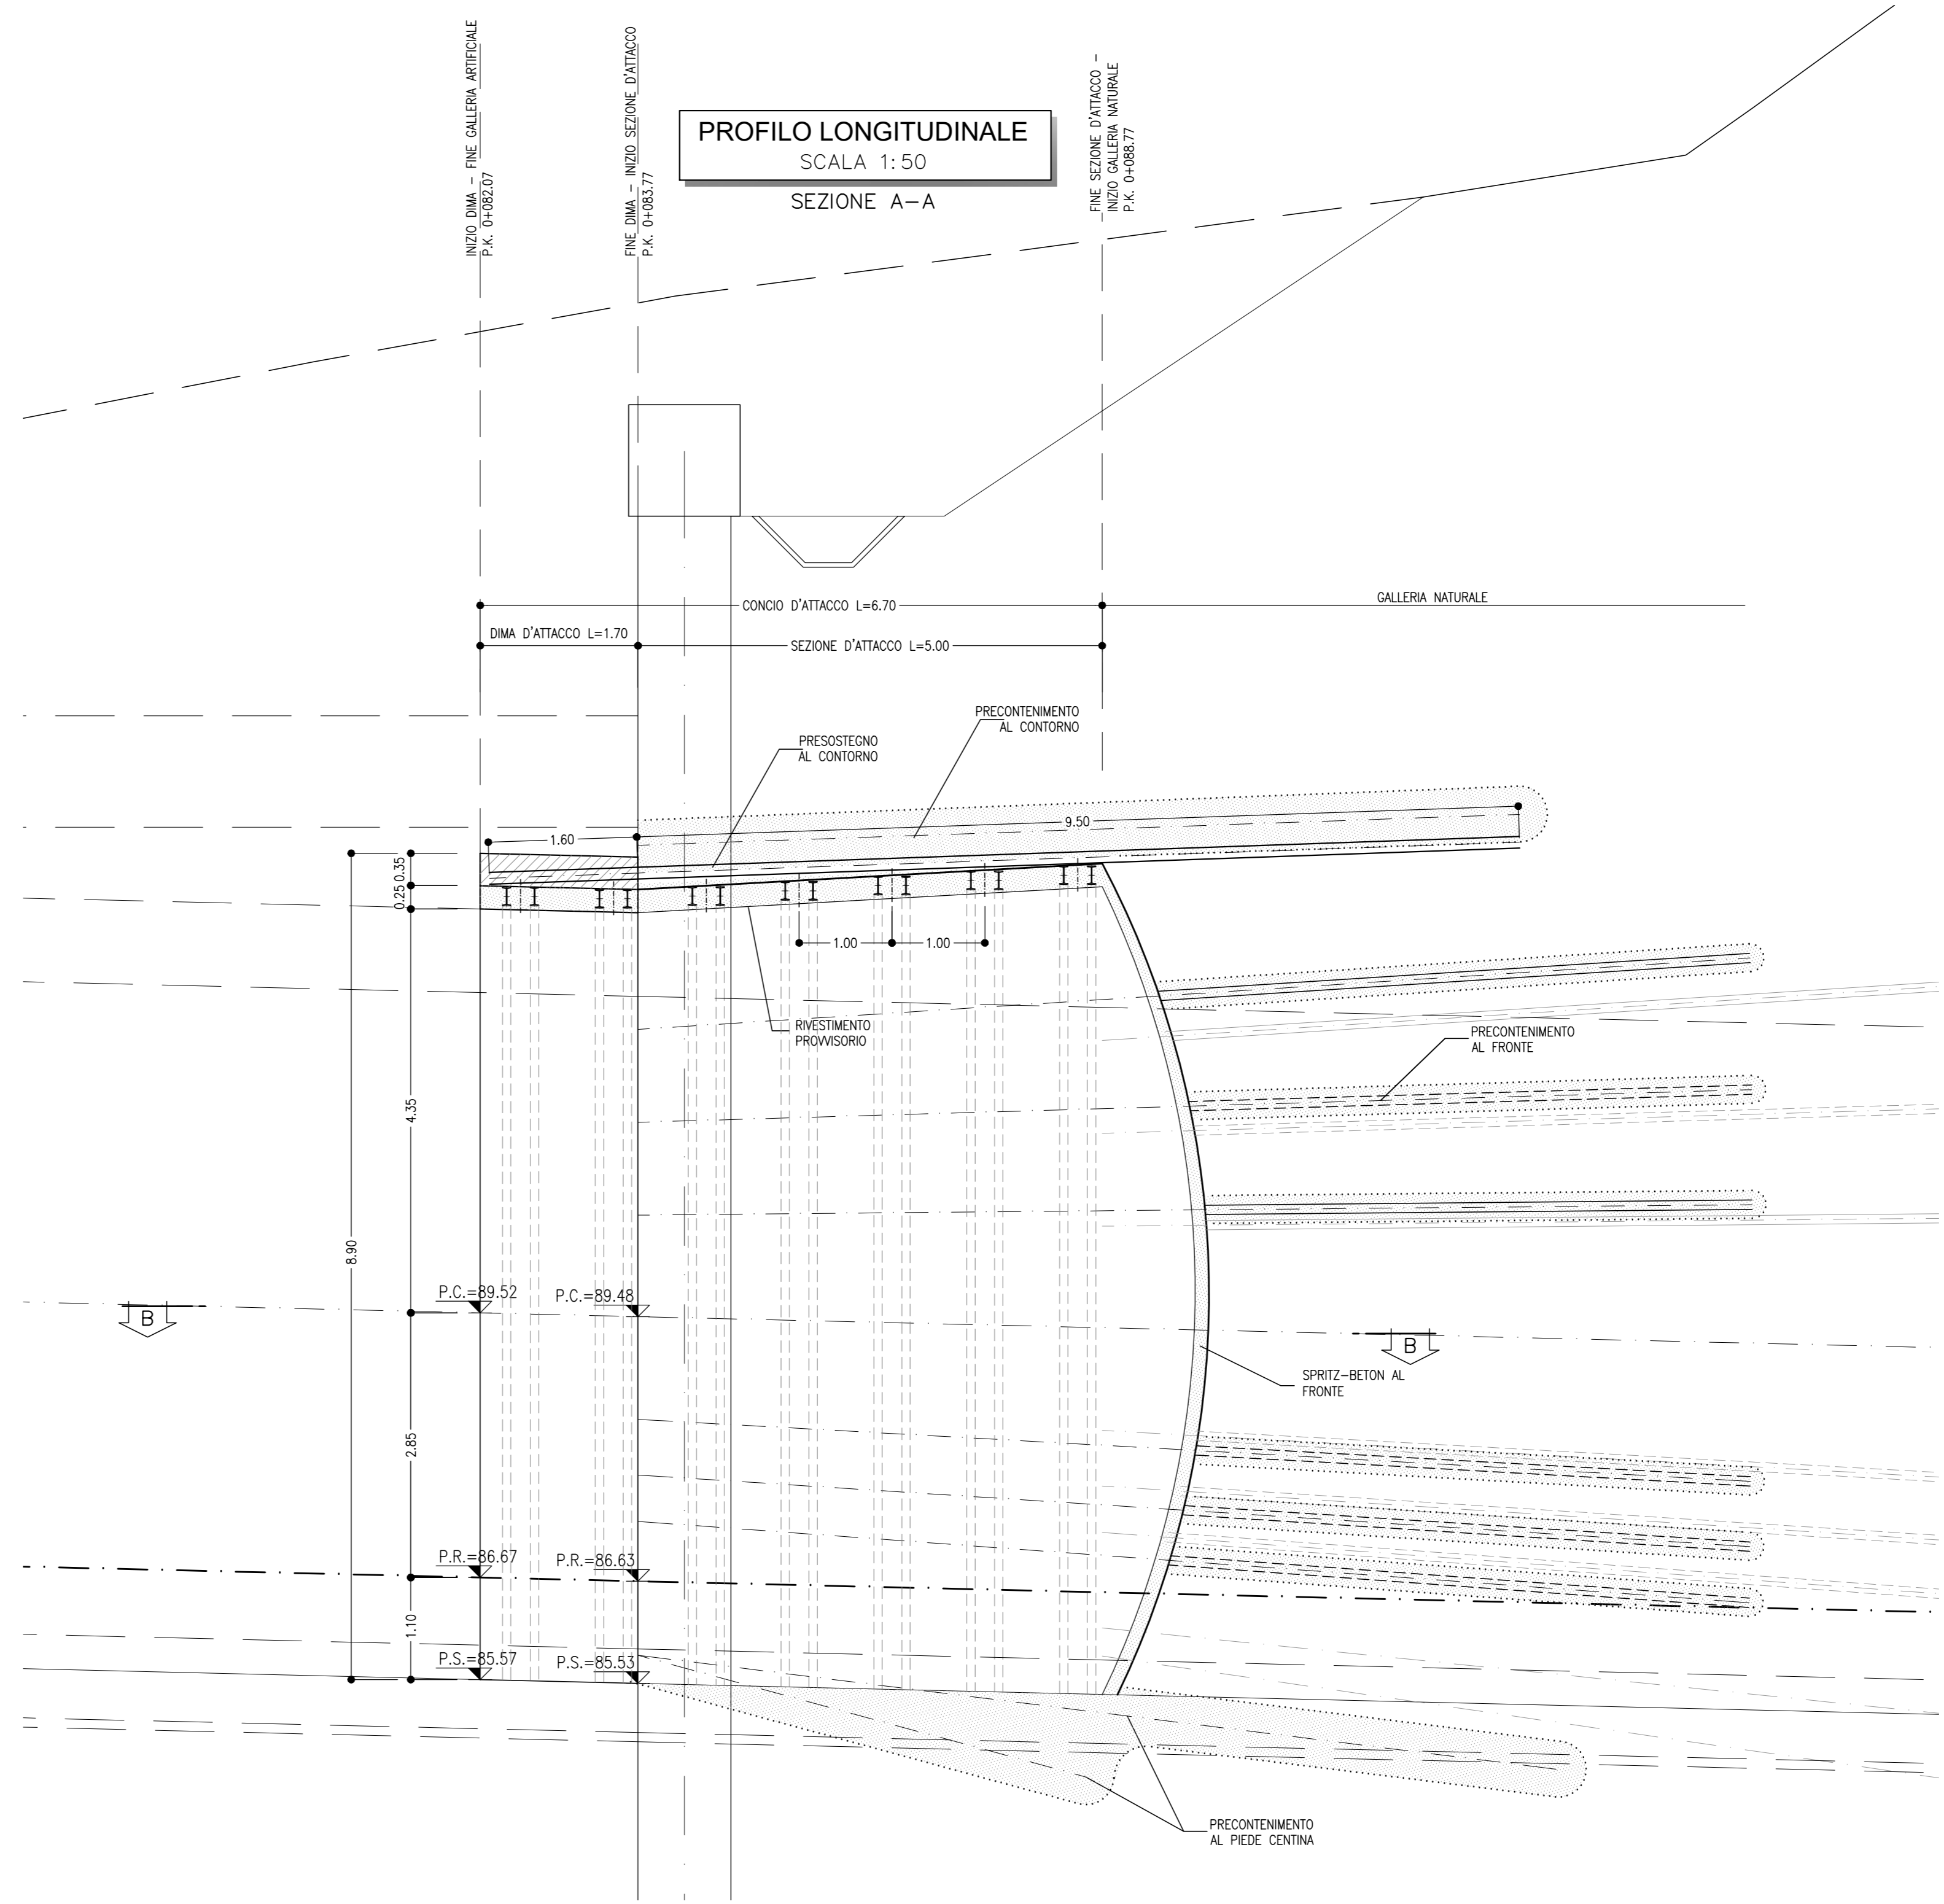 INIZIO DIMA – FINE GALLERIA ARTIFICIALE
P.K. 0+082.07
FINE DIMA – INIZIO SEZIONE D'ATTACCO
P.K. 0+083.77
PROFILO LONGITUDINALE
SCALA 1:50
SEZIONE A–A
FINE SEZIONE D'ATTACCO –
INIZIO GALLERIA NATURALE
P.K. 0+088.77
CONCIO D'ATTACCO L=6.70
GALLERIA NATURALE
DIMA D'ATTACCO L=1.70
SEZIONE D'ATTACCO L=5.00
PRECONTENIMENTO
AL CONTORNO
PRESOSTEGNO
AL CONTORNO
9.50
1.60
0.35
0.25
1.00
1.00
RIVESTIMENTO
PROVVISORIO
PRECONTENIMENTO
AL FRONTE
4.35
8.90
P.C.=89.52
P.C.=89.48
B
B
SPRITZ–BETON AL
FRONTE
2.85
P.R.=86.67
P.R.=86.63
1.10
P.S.=85.57
P.S.=85.53
PRECONTENIMENTO
AL PIEDE CENTINA